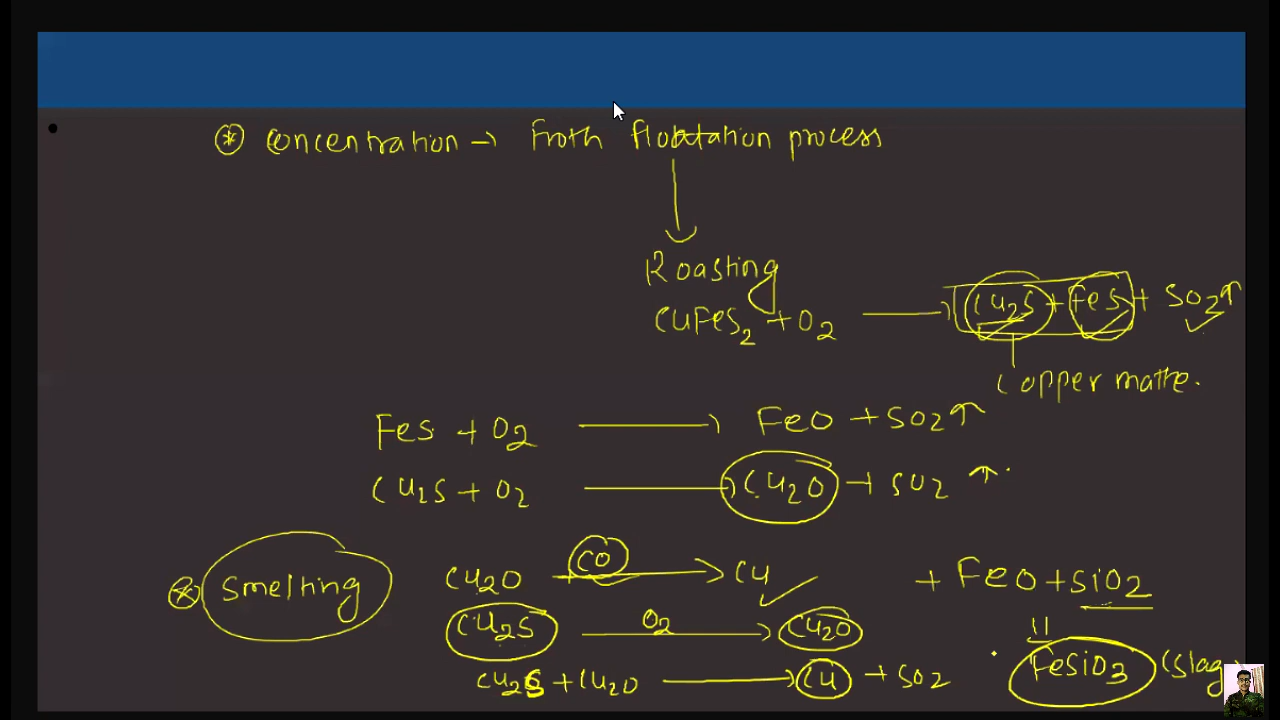 * Concentration → Froth floatation process
Roasting
CuFeS2 + O2 → Cu2S + FeS + SO2↑
Copper matte.
FeS + O2 → FeO + SO2↑
Cu2S + O2 → Cu2O + SO2↑
* Smelting
Cu2O CO → Cu + FeO + SiO2
Cu2S O2 → Cu2O
Cu2S + Cu2O → Cu + SO2
FeSiO3 (slag)